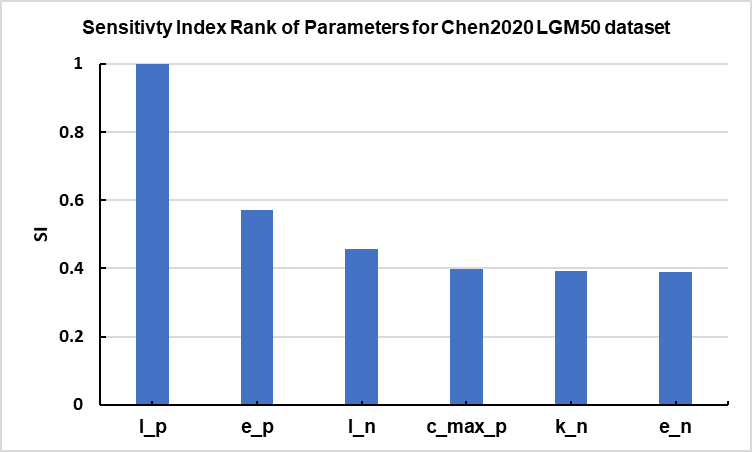 Sensitivty Index Rank of Parameters for Chen2020 LGM50 dataset
1
0.8
0.6
0.4
0.2
0
SI
l_p e_p l_n c_max_p k_n e_n